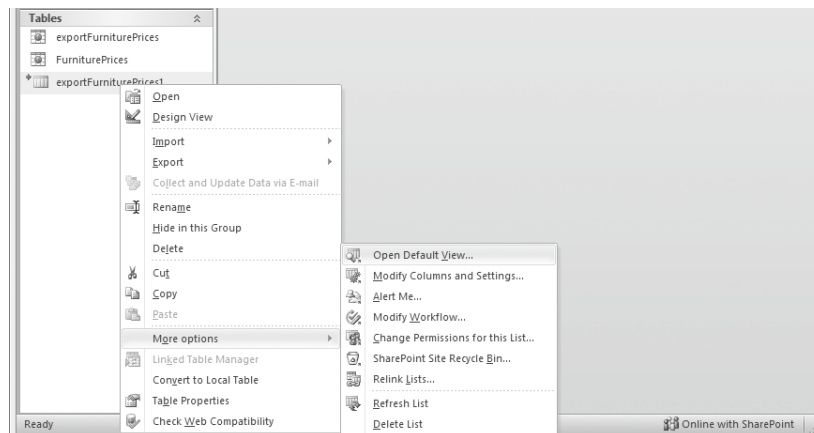 Tables
exportFurniturePrices
FurniturePrices
exportFurniturePrices1
Open
Design View
Import
Export
Collect and Update Data via E-mail
Rename
Hide in this Group
Delete
Cut
Copy
Paste
More options
Linked Table Manager
Convert to Local Table
Table Properties
Check Web Compatibility
Open Default View...
Modify Columns and Settings...
Alert Me...
Modify Workflow...
Change Permissions for this List...
SharePoint Site Recycle Bin...
Relink Lists...
Refresh List
Delete List
Ready
Online with SharePoint